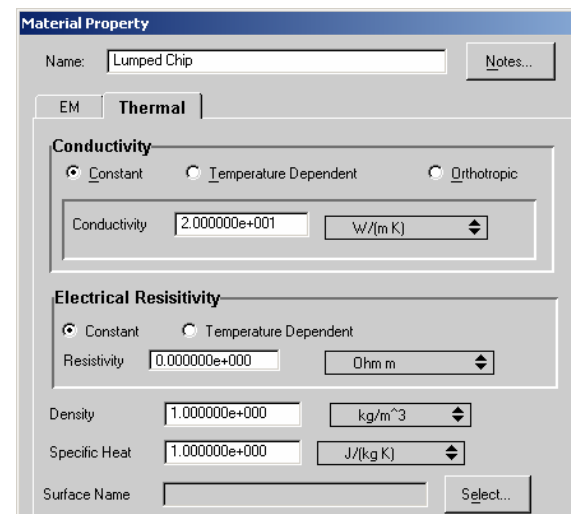 Material Property
Name: Lumped Chip Notes...
EM Thermal
Conductivity
Constant Temperature Dependent Orthotropic
Conductivity 2.000000e+001 W/(m K)
Electrical Resisitivity
Constant Temperature Dependent
Resistivity 0.000000e+000 Ohm m
Density 1.000000e+000 kg/m^3
Specific Heat 1.000000e+000 J/(kg K)
Surface Name Select...